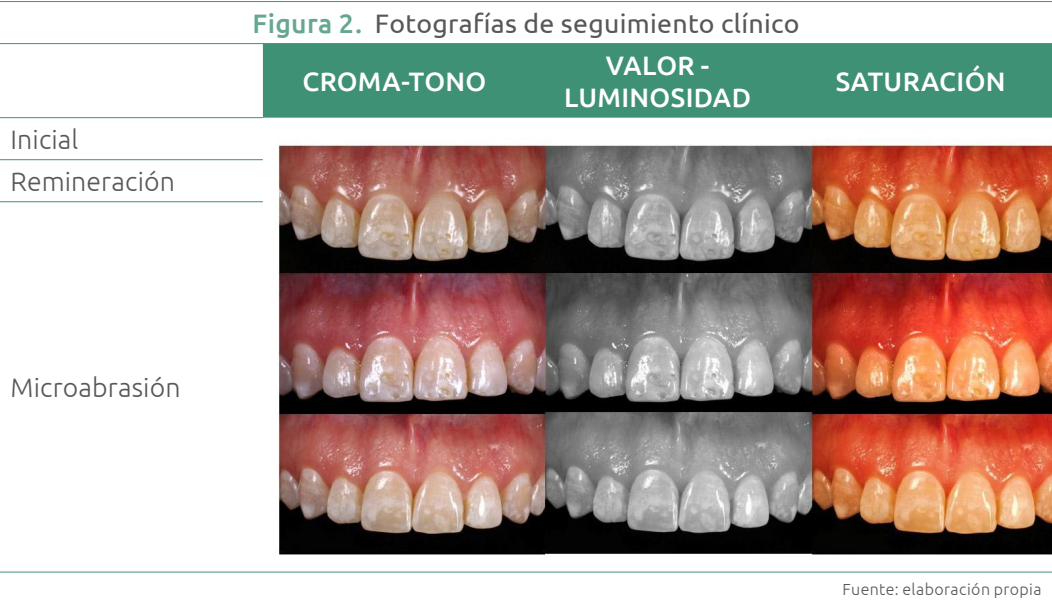 Figura 2. Fotografías de seguimiento clínico
CROMA-TONO
VALOR -
LUMINOSIDAD
SATURACIÓN
Inicial
Remineración
Microabrasión
Fuente: elaboración propia